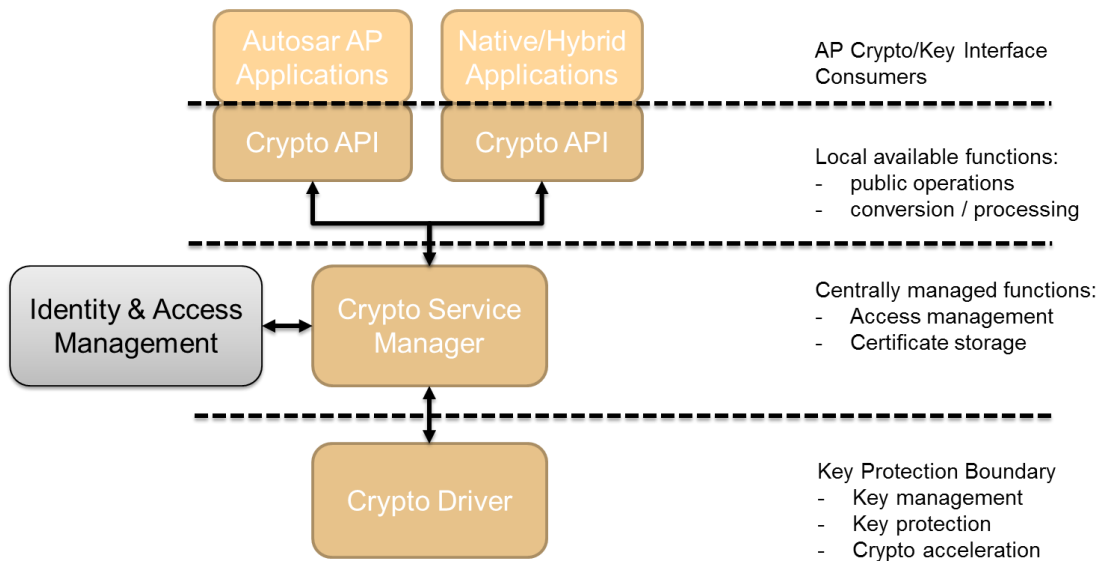 Autosar AP
Applications
Native/Hybrid
Applications
AP Crypto/Key Interface
Consumers
Crypto API
Crypto API
Local available functions:
- public operations
- conversion / processing
Identity & Access
Management
Crypto Service
Manager
Centrally managed functions:
- Access management
- Certificate storage
Crypto Driver
Key Protection Boundary
- Key management
- Key protection
- Crypto acceleration